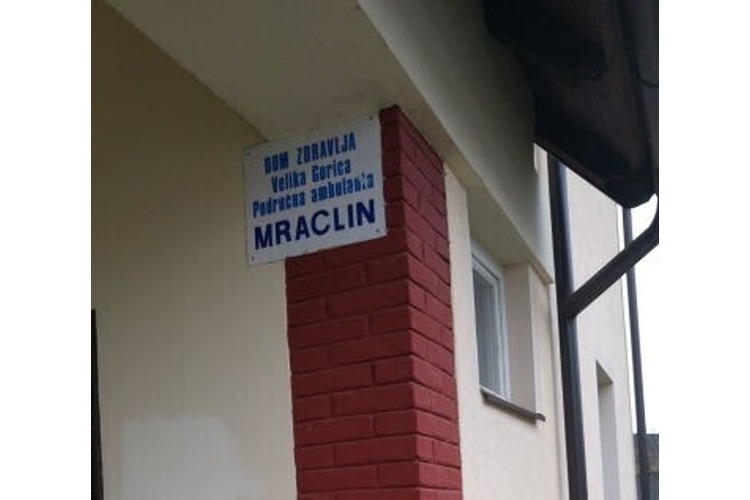 DOM ZDRAVLJA
Velika Gorica
Područna ambulanta
MRACLIN